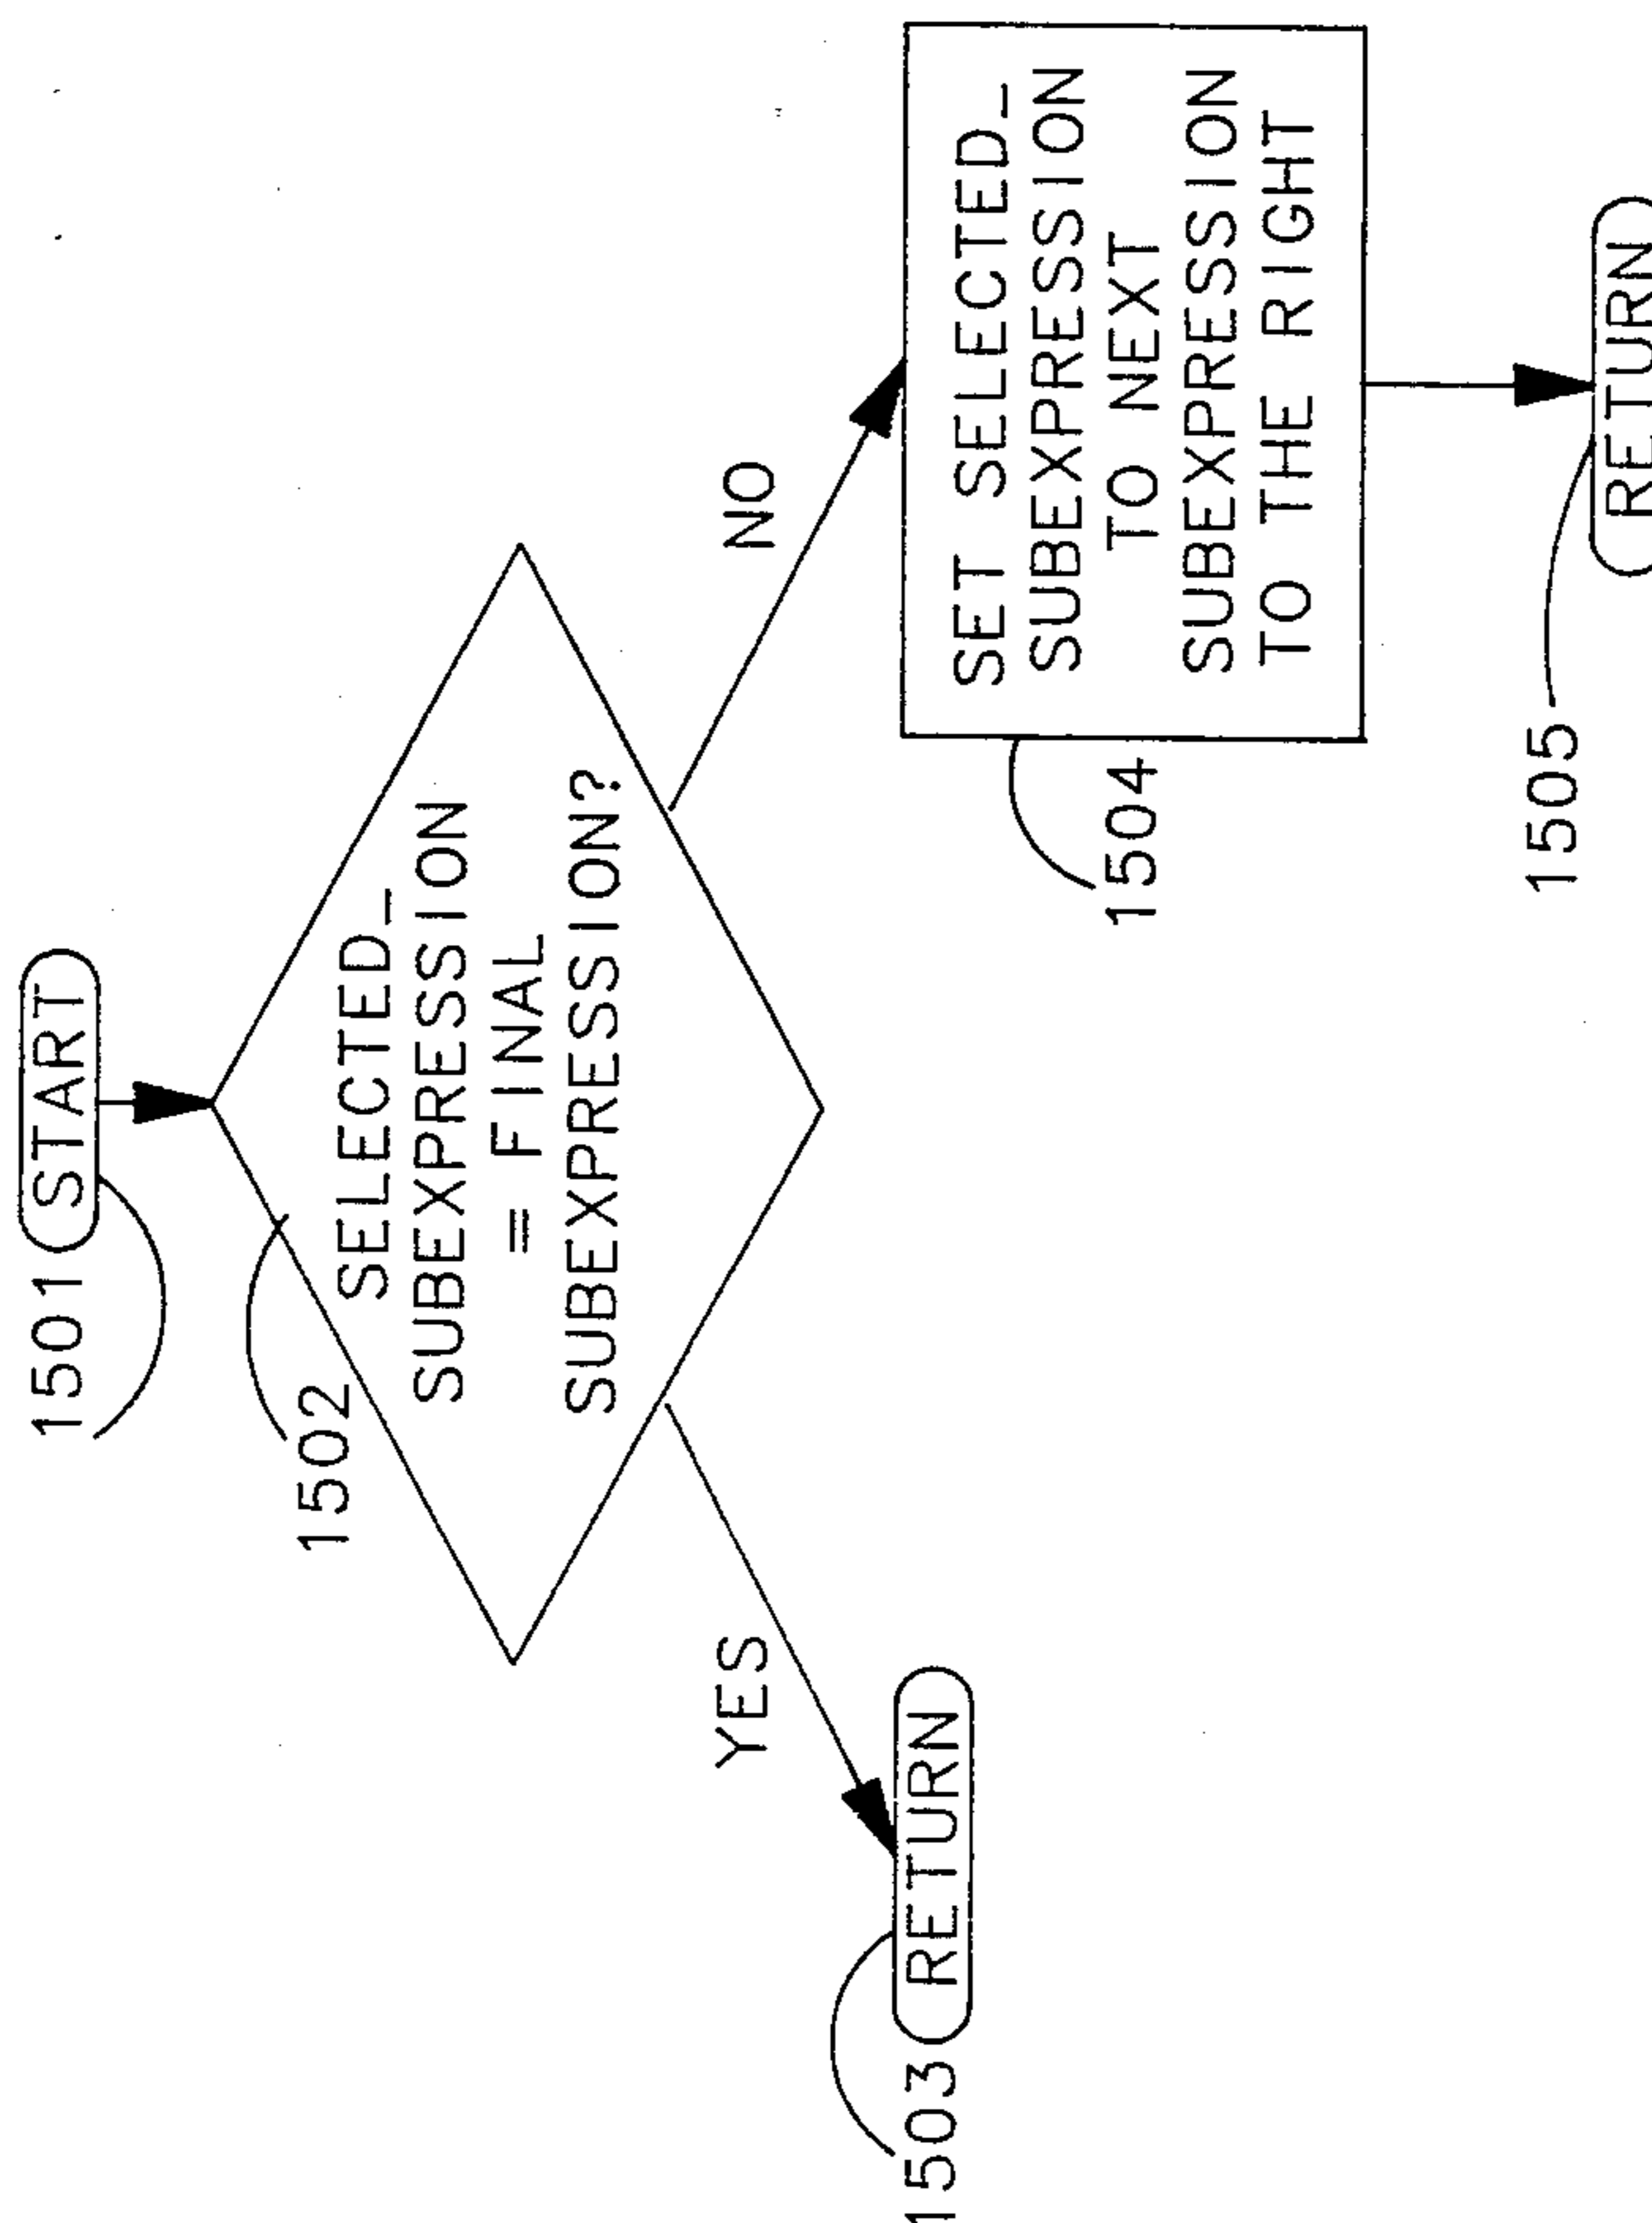 1501
START
1502
SELECTED_
SUBEXPRESSION
= FINAL
SUBEXPRESSION?
YES
NO
1503
RETURN
1504
SET SELECTED_
SUBEXPRESSION
TO NEXT
SUBEXPRESSION
TO THE RIGHT
1505
RETURN